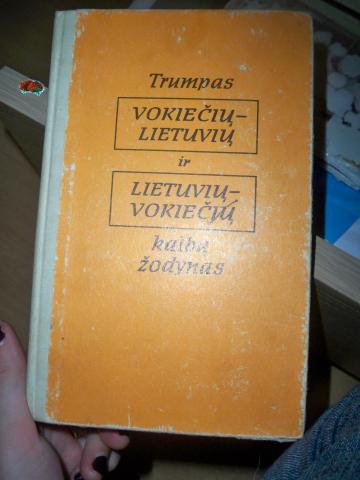 Trumpas
VOKIEČIŲ–
LIETUVIŲ
ir
LIETUVIŲ–
VOKIEČIŲ
kalbų
žodynas